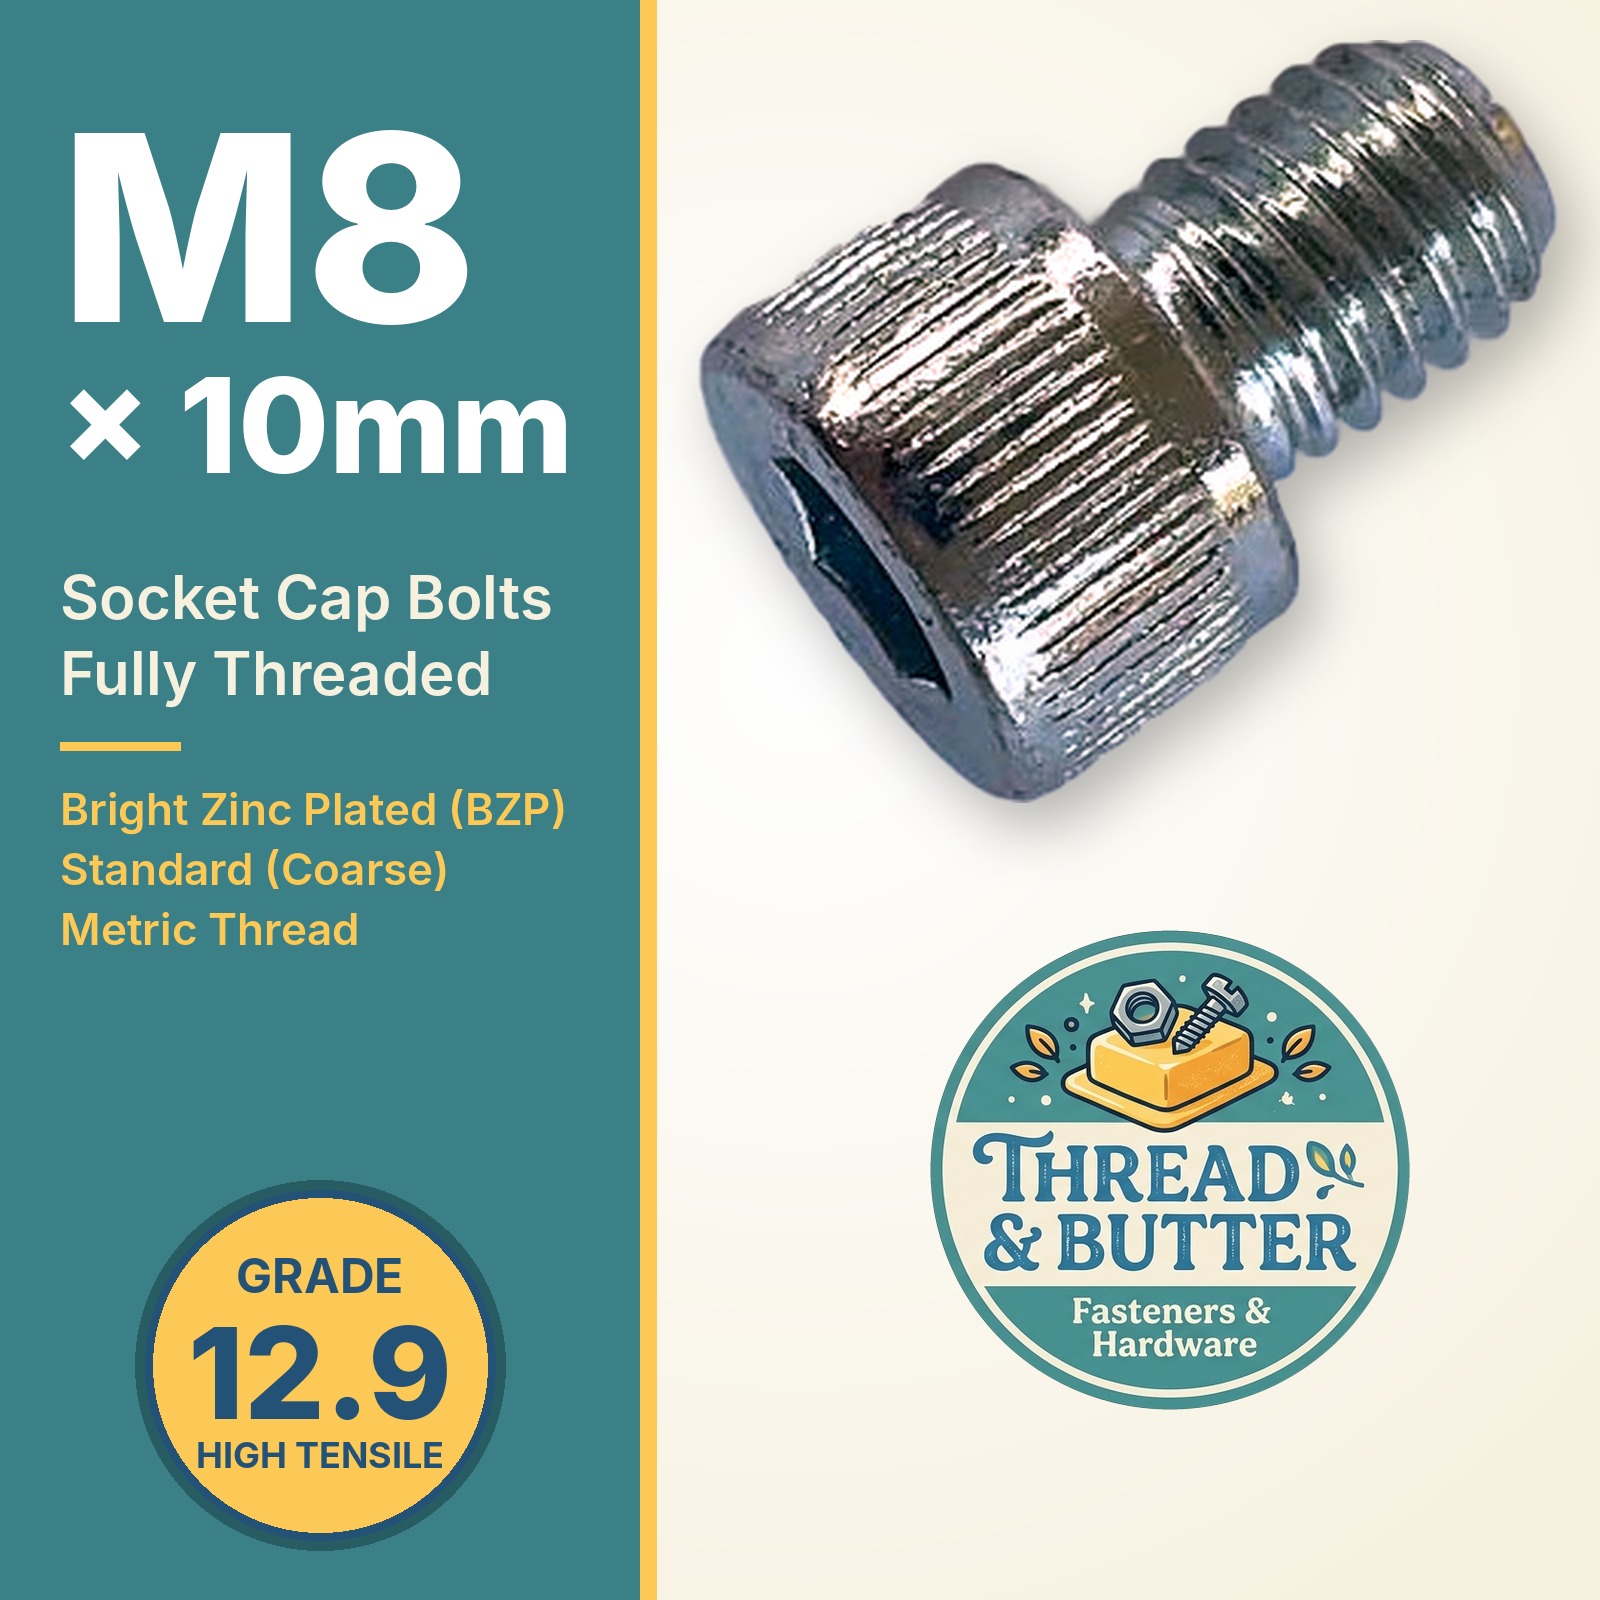 M8
× 10mm
Socket Cap Bolts
Fully Threaded
Bright Zinc Plated (BZP)
Standard (Coarse)
Metric Thread
GRADE
12.9
HIGH TENSILE
THREAD
& BUTTER
Fasteners &
Hardware